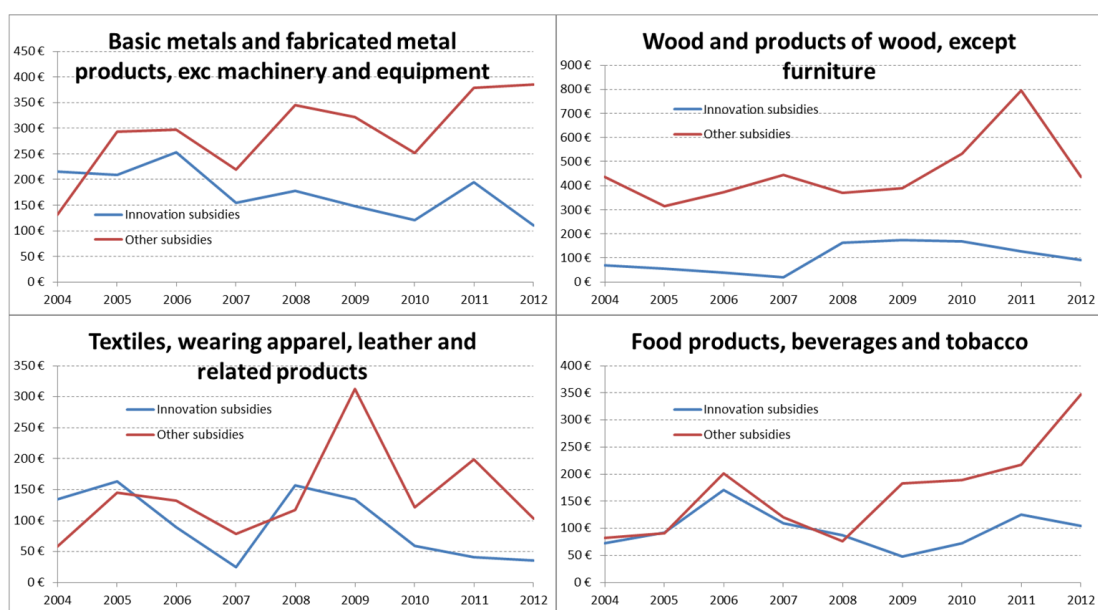 Basic metals and fabricated metal
products, exc machinery and equipment
450 €
400 €
350 €
300 €
250 €
200 €
150 €
100 €
50 €
0 €
Innovation subsidies
Other subsidies
2004 2005 2006 2007 2008 2009 2010 2011 2012
Wood and products of wood, except
furniture
900 €
800 €
700 €
600 €
500 €
400 €
300 €
200 €
100 €
0 €
Innovation subsidies
Other subsidies
2004 2005 2006 2007 2008 2009 2010 2011 2012
Textiles, wearing apparel, leather and
related products
350 €
300 €
250 €
200 €
150 €
100 €
50 €
0 €
Innovation subsidies
Other subsidies
2004 2005 2006 2007 2008 2009 2010 2011 2012
Food products, beverages and tobacco
400 €
350 €
300 €
250 €
200 €
150 €
100 €
50 €
0 €
Innovation subsidies
Other subsidies
2004 2005 2006 2007 2008 2009 2010 2011 2012